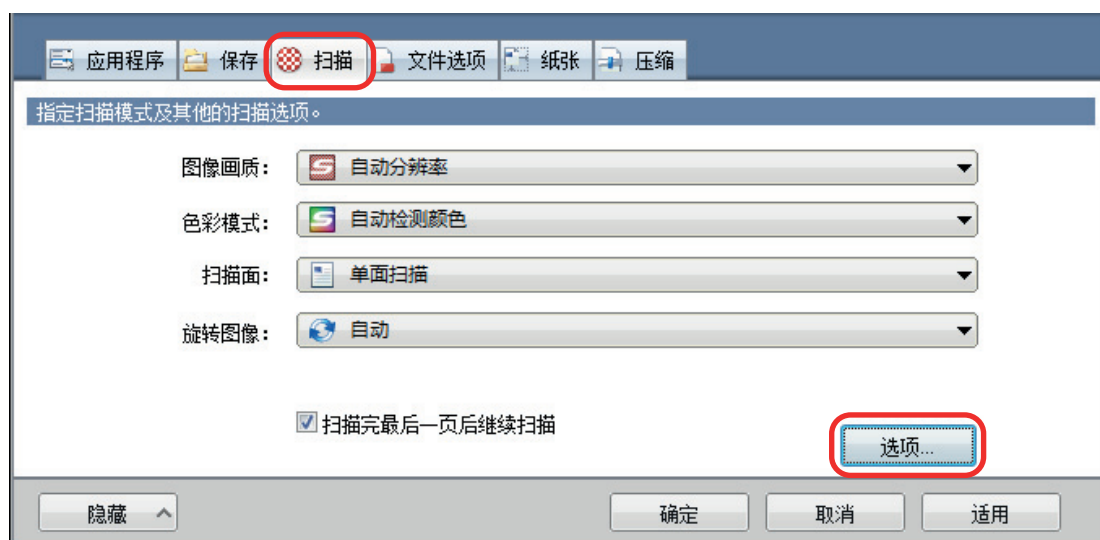 应用程序 保存 扫描 文件选项 纸张 压缩
指定扫描模式及其他的扫描选项。
图像画质: 自动分辨率
色彩模式: 自动检测颜色
扫描面: 单面扫描
旋转图像: 自动
扫描完最后一页后继续扫描
选项...
隐藏 确定 取消 适用